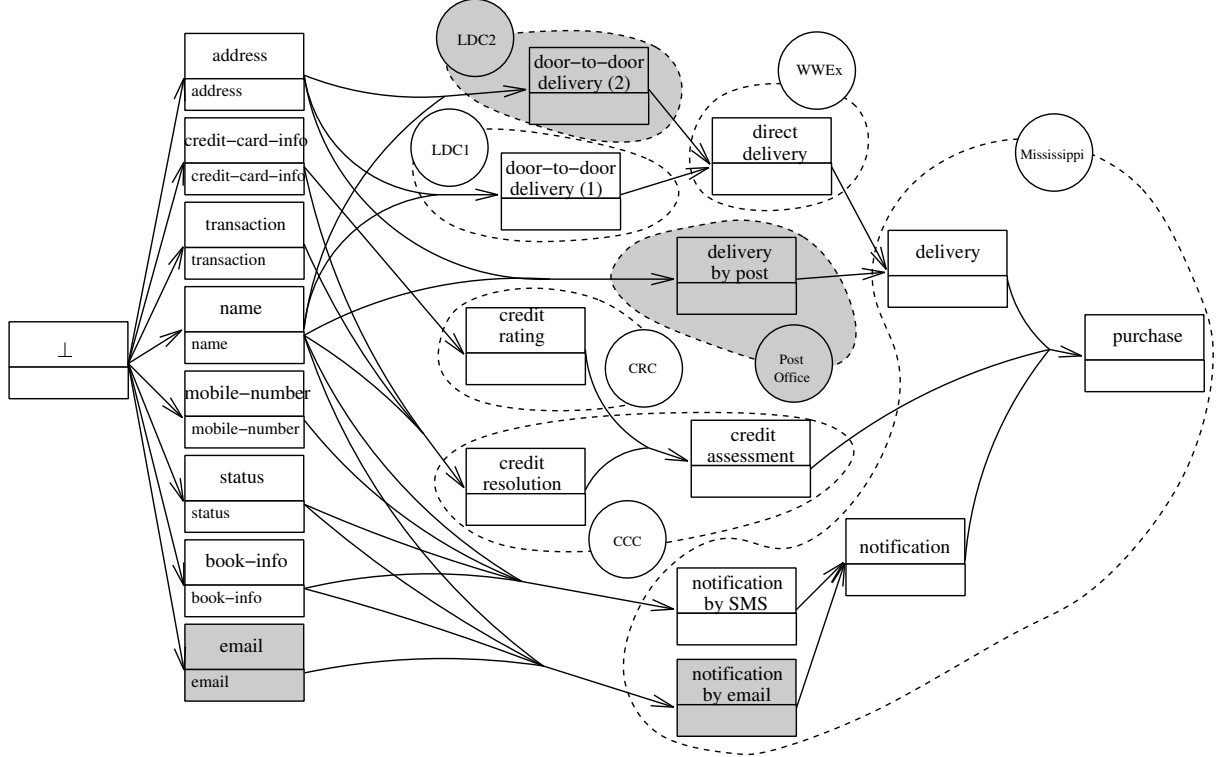 ⊥
address
address
credit−card−info
credit−card−info
transaction
transaction
name
name
mobile−number
mobile−number
status
status
book−info
book−info
email
email
LDC2
door−to−door
delivery (2)
LDC1
door−to−door
delivery (1)
WWEx
direct
delivery
delivery
by post
Post
Office
credit
rating
CRC
credit
resolution
credit
assessment
CCC
notification
by SMS
notification
by email
notification
delivery
Mississippi
purchase